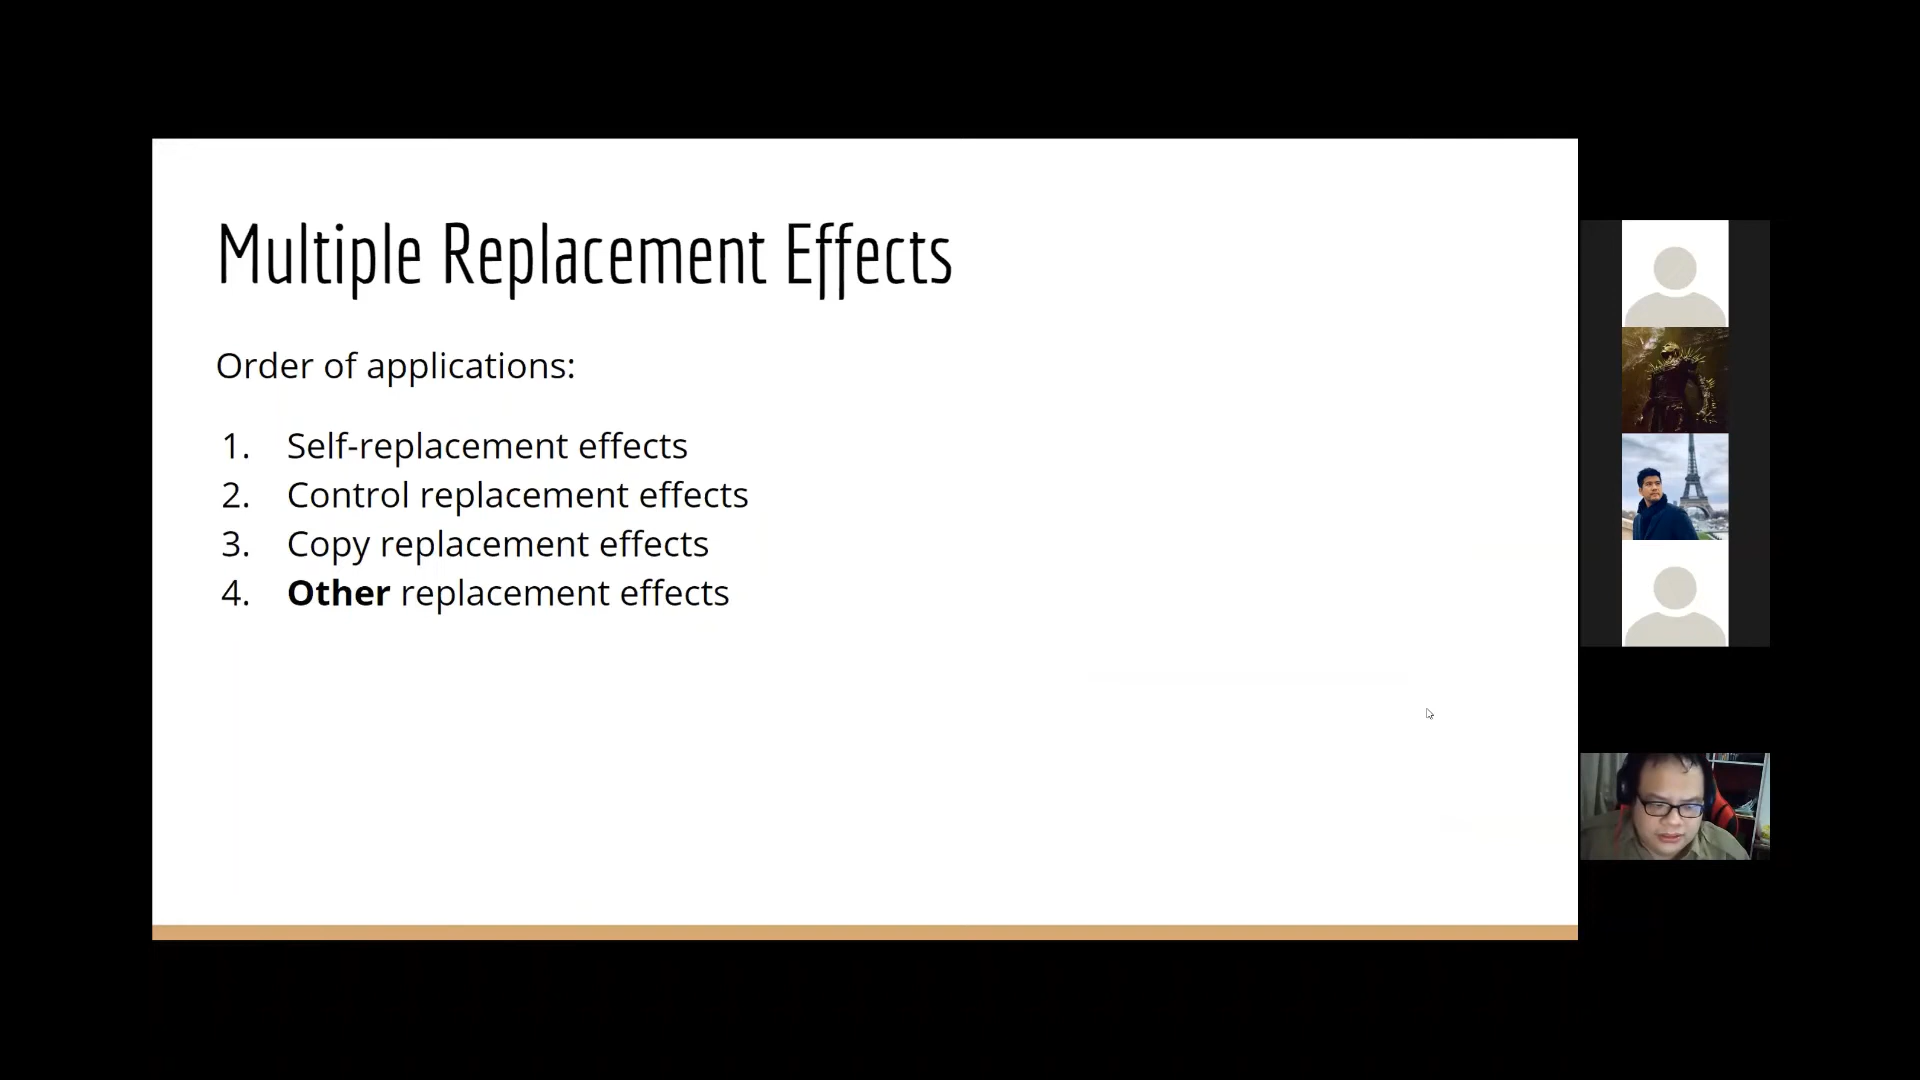 Multiple Replacement Effects
Order of applications:
1. Self-replacement effects
2. Control replacement effects
3. Copy replacement effects
4. Other replacement effects